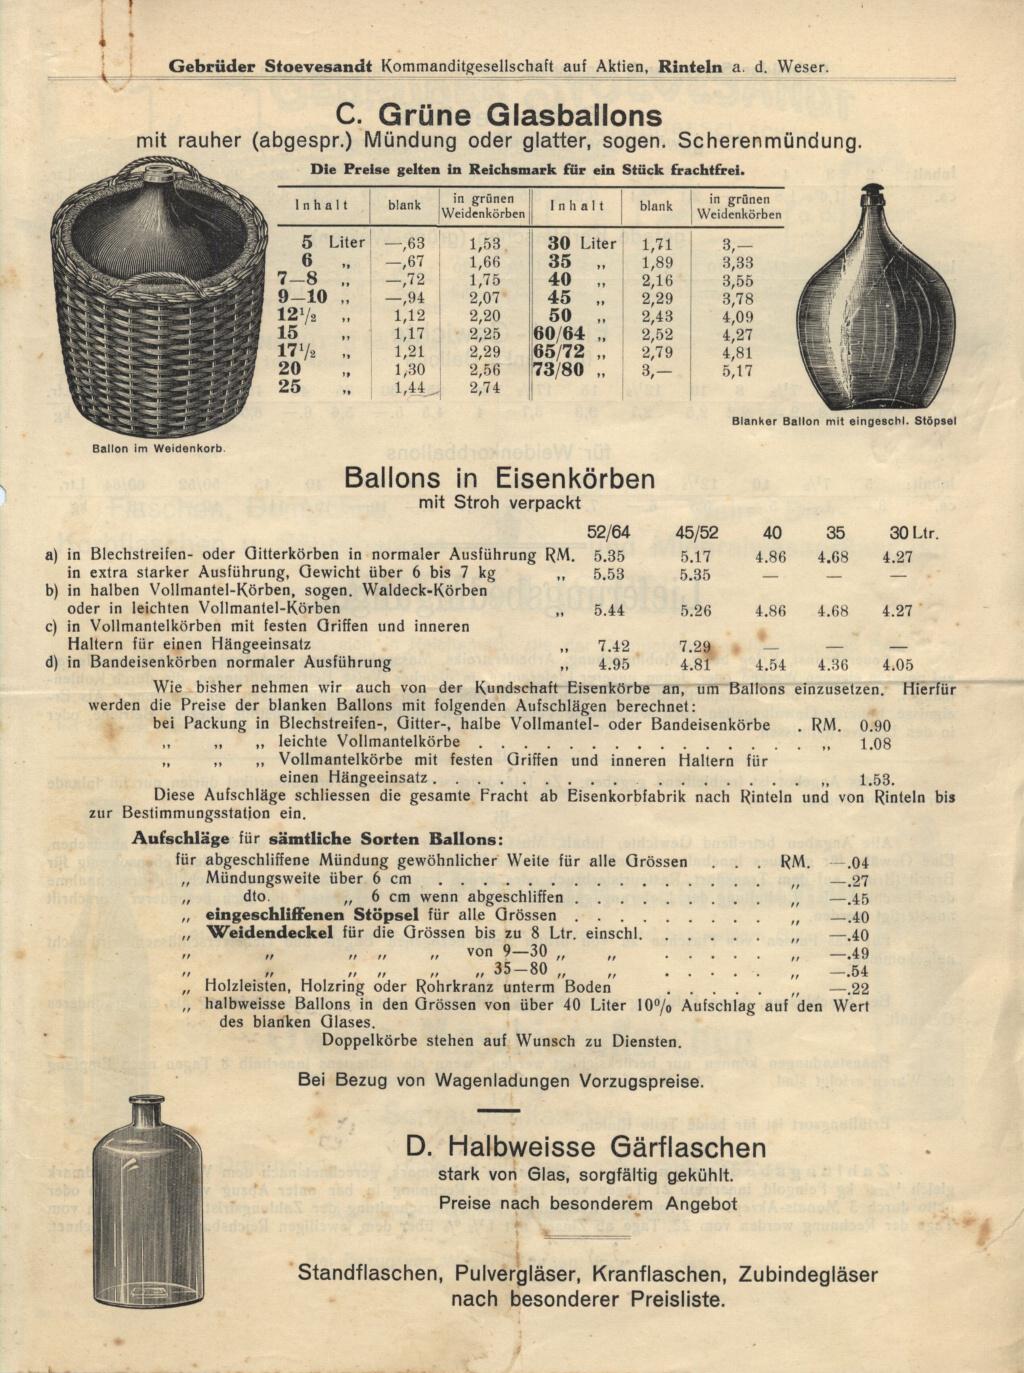 Gebrüder Stoevesandt Kommanditgesellschaft auf Aktien, Rinteln a. d. Weser.
C. Grüne Glasballons
mit rauher (abgespr.) Mündung oder glatter, sogen. Scherenmündung.
Die Preise gelten in Reichsmark für ein Stück frachtfrei.
Inhalt blank in grünen Weidenkörben Inhalt blank in grünen Weidenkörben
5 Liter —,63 1,53 30 Liter 1,71 3,—
6 „ —,67 1,66 35 „ 1,89 3,33
7—8 „ —,72 1,75 40 „ 2,16 3,55
9—10 „ —,94 2,07 45 „ 2,29 3,78
12½ „ 1,12 2,20 50 „ 2,43 4,09
15 „ 1,17 2,25 60/64 „ 2,52 4,27
17½ „ 1,21 2,29 65/72 „ 2,79 4,81
20 „ 1,30 2,56 73/80 „ 3,— 5,17
25 „ 1,44 2,74
Ballon im Weidenkorb.
Blanker Ballon mit eingeschl. Stöpsel
Ballons in Eisenkörben
mit Stroh verpackt
52/64 45/52 40 35 30 Ltr.
a) in Blechstreifen- oder Gitterkörben in normaler Ausführung RM. 5.35 5.17 4.86 4.68 4.27
in extra starker Ausführung, Gewicht über 6 bis 7 kg „ 5.53 5.35 — — —
b) in halben Vollmantel-Körben, sogen. Waldeck-Körben
oder in leichten Vollmantel-Körben „ 5.44 5.26 4.86 4.68 4.27
c) in Vollmantelkörben mit festen Griffen und inneren
Haltern für einen Hängeeinsatz „ 7.42 7.29 — — —
d) in Bandeisenkörben normaler Ausführung „ 4.95 4.81 4.54 4.36 4.05
Wie bisher nehmen wir auch von der Kundschaft Eisenkörbe an, um Ballons einzusetzen. Hierfür
werden die Preise der blanken Ballons mit folgenden Aufschlägen berechnet:
bei Packung in Blechstreifen-, Gitter-, halbe Vollmantel- oder Bandeisenkörbe . RM. 0.90
„ „ „ leichte Vollmantelkörbe . . . . . . . . . . . . . . . „ 1.08
„ „ „ Vollmantelkörbe mit festen Griffen und inneren Haltern für
einen Hängeeinsatz . . . . . . . . . . . . . . . . „ 1.53.
Diese Aufschläge schliessen die gesamte Fracht ab Eisenkorbfabrik nach Rinteln und von Rinteln bis
zur Bestimmungsstation ein.
Aufschläge für sämtliche Sorten Ballons:
für abgeschliffene Mündung gewöhnlicher Weite für alle Grössen . . . RM. —.04
„ Mündungsweite über 6 cm . . . . . . . . . . . . . „ —.27
„ dto. „ 6 cm wenn abgeschliffen . . . . . . . . „ —.45
„ eingeschliffenen Stöpsel für alle Grössen . . . . . . . . „ —.40
„ Weidendeckel für die Grössen bis zu 8 Ltr. einschl. . . . . . „ —.40
„ „ „ „ „ von 9—30 „ „ . . . . . „ —.49
„ „ „ „ „ „ 35—80 „ „ . . . . . „ —.54
„ Holzleisten, Holzring oder Rohrkranz unterm Boden . . . . . „ —.22
„ halbweisse Ballons in den Grössen von über 40 Liter 10% Aufschlag auf den Wert
des blanken Glases.
Doppelkörbe stehen auf Wunsch zu Diensten.
Bei Bezug von Wagenladungen Vorzugspreise.
D. Halbweisse Gärflaschen
stark von Glas, sorgfältig gekühlt.
Preise nach besonderem Angebot
Standflaschen, Pulvergläser, Kranflaschen, Zubindegläser
nach besonderer Preisliste.